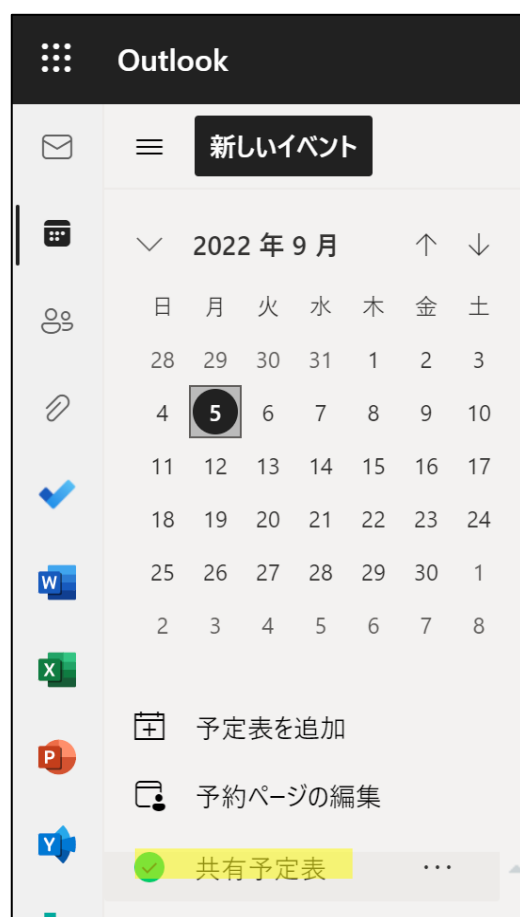 Outlook
新しいイベント
2022 年 9 月
日 月 火 水 木 金 土
28 29 30 31 1 2 3
4 5 6 7 8 9 10
11 12 13 14 15 16 17
18 19 20 21 22 23 24
25 26 27 28 29 30 1
2 3 4 5 6 7 8
W
X
予定表を追加
P
予約ページの編集
Y
共有予定表